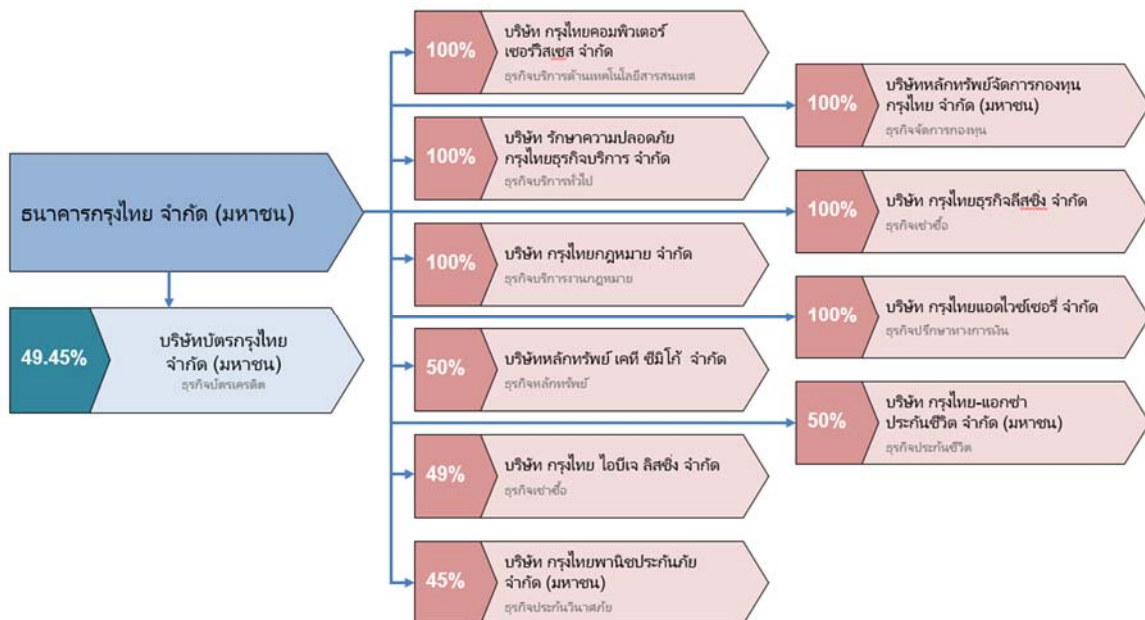 ธนาคารกรุงไทย จำกัด (มหาชน)
49.45%
บริษัทบัตรกรุงไทย
จำกัด (มหาชน)
ธุรกิจบัตรเครดิต
100%
บริษัท กรุงไทยคอมพิวเตอร์
เซอร์วิสเซส จำกัด
ธุรกิจบริการด้านเทคโนโลยีสารสนเทศ
100%
บริษัท รักษาความปลอดภัย
กรุงไทยธุรกิจบริการ จำกัด
ธุรกิจบริการทั่วไป
100%
บริษัท กรุงไทยกฎหมาย จำกัด
ธุรกิจบริการงานกฎหมาย
50%
บริษัทหลักทรัพย์ เคที ซีมิโก้ จำกัด
ธุรกิจหลักทรัพย์
49%
บริษัท กรุงไทย ไอบีเจ ลิสซิ่ง จำกัด
ธุรกิจเช่าซื้อ
45%
บริษัท กรุงไทยพานิชประกันภัย
จำกัด (มหาชน)
ธุรกิจประกันวินาศภัย
100%
บริษัทหลักทรัพย์จัดการกองทุน
กรุงไทย จำกัด (มหาชน)
ธุรกิจจัดการกองทุน
100%
บริษัท กรุงไทยธุรกิจลีสซิ่ง จำกัด
ธุรกิจเช่าซื้อ
100%
บริษัท กรุงไทยแอดไวซ์เซอรี่ จำกัด
ธุรกิจปรึกษาทางการเงิน
50%
บริษัท กรุงไทย-แอกซ่า
ประกันชีวิต จำกัด (มหาชน)
ธุรกิจประกันชีวิต